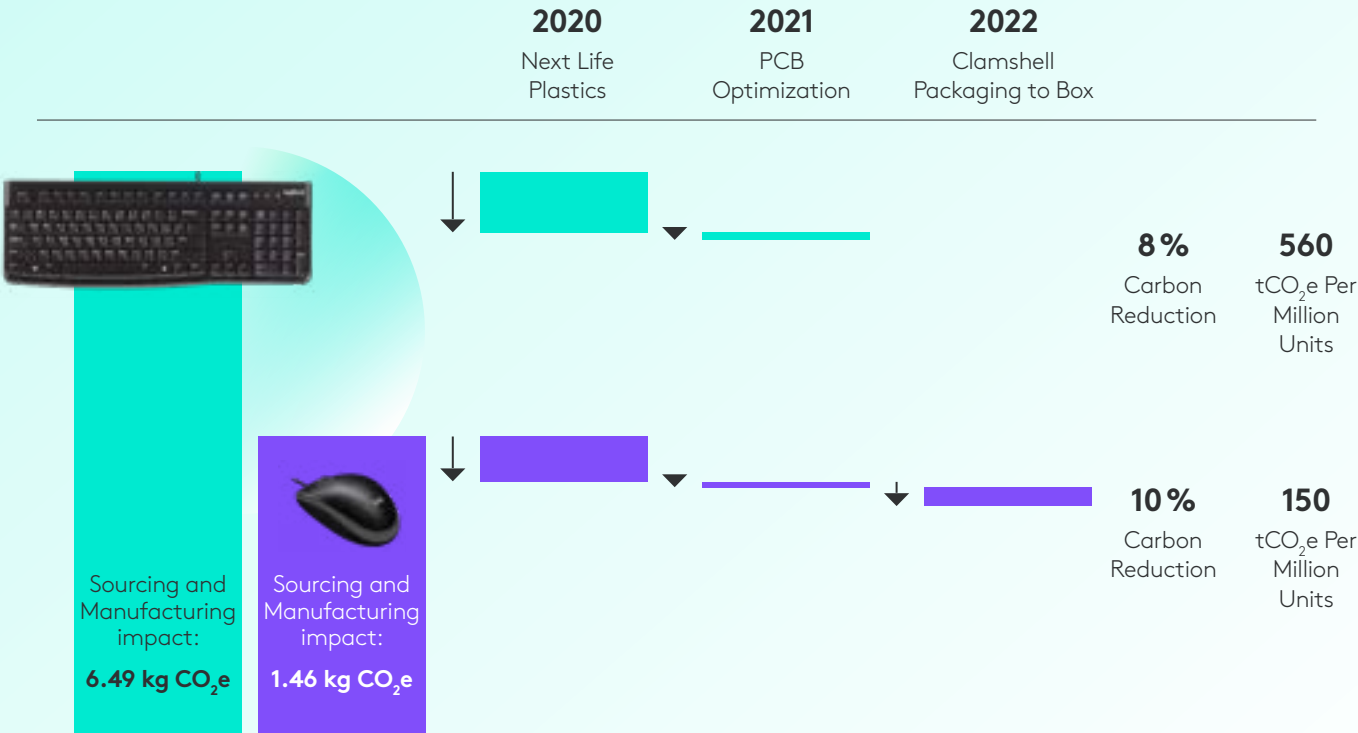 2020
Next Life
Plastics
2021
PCB
Optimization
2022
Clamshell
Packaging to Box
8 %
Carbon
Reduction
560
tCO₂e Per
Million
Units
10 %
Carbon
Reduction
150
tCO₂e Per
Million
Units
Sourcing and
Manufacturing
impact:
6.49 kg CO₂e
Sourcing and
Manufacturing
impact:
1.46 kg CO₂e